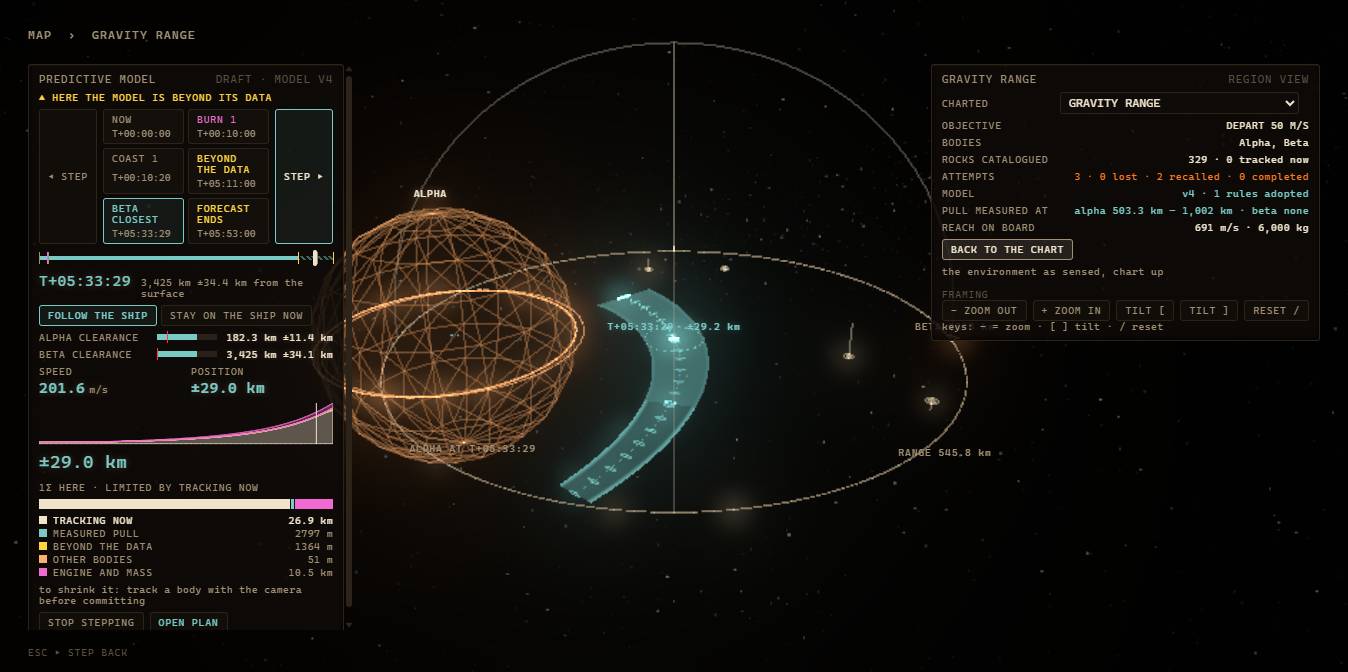 MAP › GRAVITY RANGE
PREDICTIVE MODEL DRAFT · MODEL V4
▲ HERE THE MODEL IS BEYOND ITS DATA
◂ STEP
NOW
T+00:00:00
BURN 1
T+00:10:00
COAST 1
T+00:10:20
BEYOND
THE DATA
T+05:11:00
BETA
CLOSEST
T+05:33:29
FORECAST
ENDS
T+05:53:00
STEP ▸
T+05:33:29 3,425 km ±34.4 km from the
surface
FOLLOW THE SHIP STAY ON THE SHIP NOW
ALPHA CLEARANCE 182.3 km ±11.4 km
BETA CLEARANCE 3,425 km ±34.1 km
SPEED POSITION
201.6 m/s ±29.0 km
±29.0 km
1Σ HERE · LIMITED BY TRACKING NOW
TRACKING NOW 26.9 km
MEASURED PULL 2797 m
BEYOND THE DATA 1364 m
OTHER BODIES 51 m
ENGINE AND MASS 10.5 km
to shrink it: track a body with the camera
before committing
STOP STEPPING OPEN PLAN
ESC ▸ STEP BACK
ALPHA
T+05:33:29 · ±29.2 km
ALPHA AT T+05:33:29
RANGE 545.8 km
GRAVITY RANGE REGION VIEW
CHARTED GRAVITY RANGE
OBJECTIVE DEPART 50 M/S
BODIES Alpha, Beta
ROCKS CATALOGUED 329 · 0 tracked now
ATTEMPTS 3 · 0 lost · 2 recalled · 0 completed
MODEL v4 · 1 rules adopted
PULL MEASURED AT alpha 503.3 km — 1,002 km · beta none
REACH ON BOARD 691 m/s · 6,000 kg
BACK TO THE CHART
the environment as sensed, chart up
FRAMING
− ZOOM OUT + ZOOM IN TILT [ TILT ] RESET /
keys: − = zoom · [ ] tilt · / reset